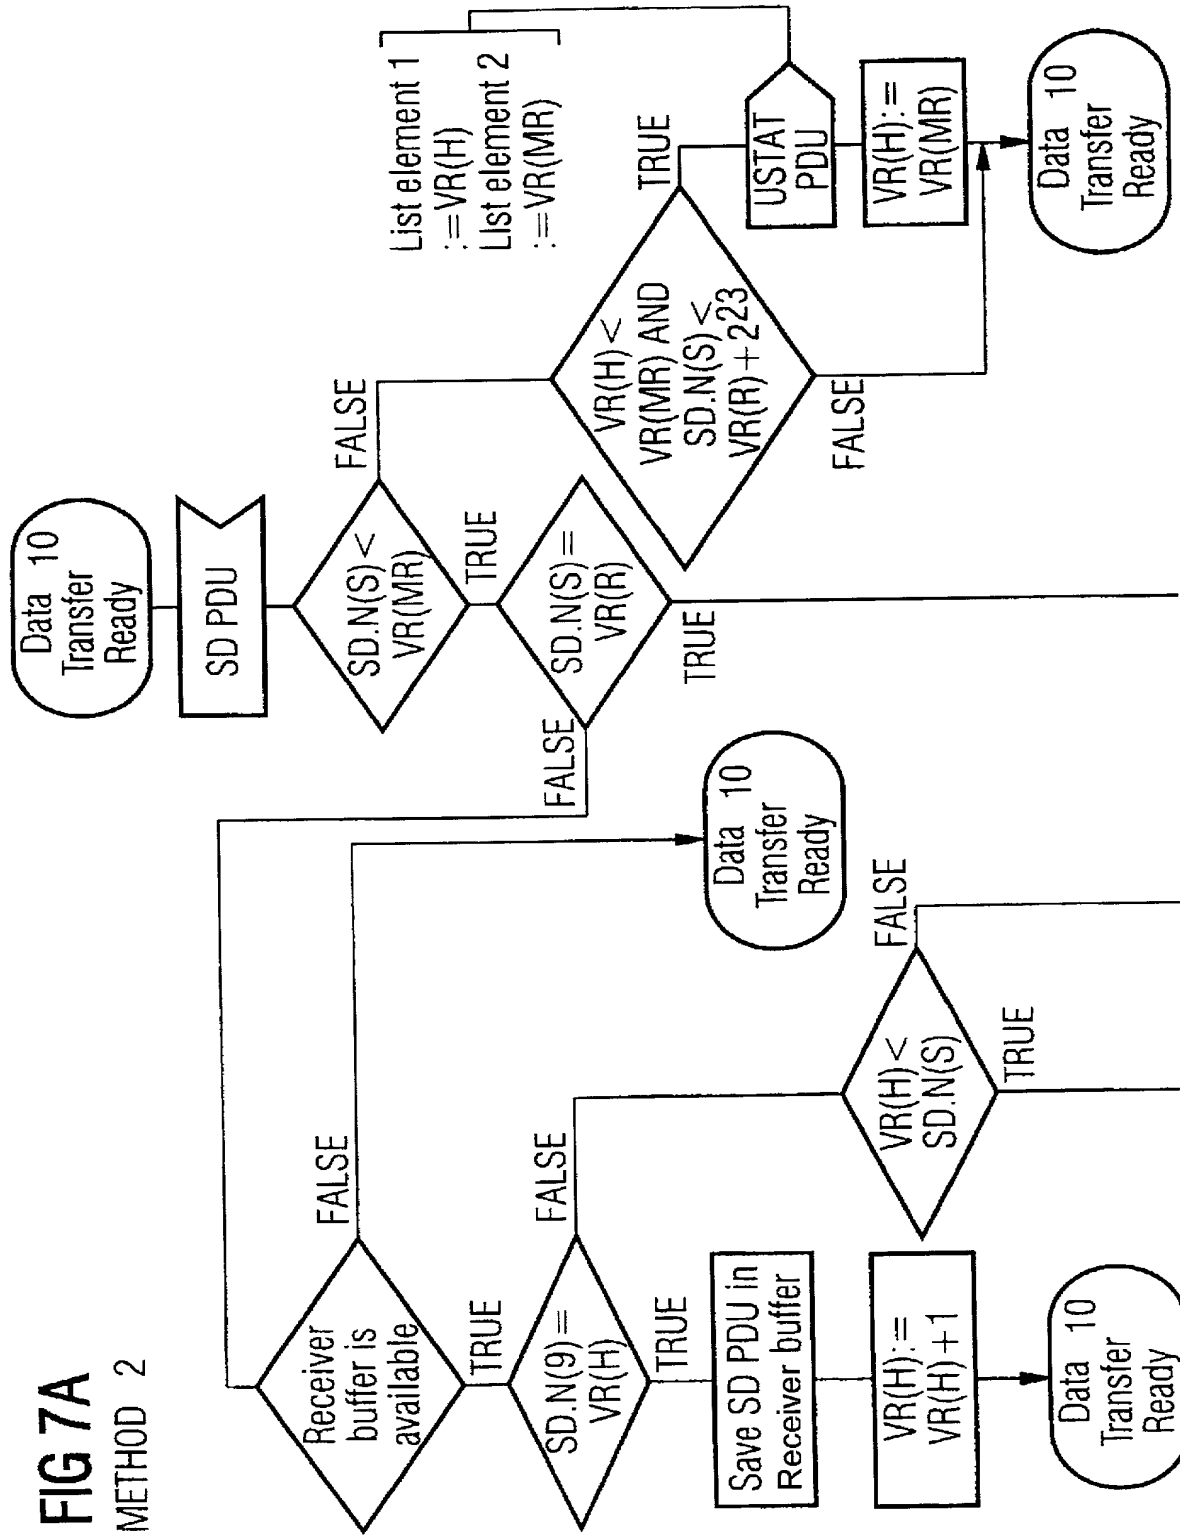 FIG 7A
METHOD 2
Data 10
Transfer
Ready
SD PDU
SD.N(S)<
VR(MR)
FALSE
TRUE
SD.N(S)=
VR(R)
FALSE
TRUE
VR(H)<
VR(MR) AND
SD.N(S)<
VR(R)+2²³
TRUE
FALSE
List element 1
:=VR(H)
List element 2
:=VR(MR)
USTAT
PDU
VR(H):=
VR(MR)
Data 10
Transfer
Ready
Receiver
buffer is
available
FALSE
TRUE
Data 10
Transfer
Ready
SD.N(9)=
VR(H)
FALSE
TRUE
VR(H)<
SD.N(S)
FALSE
TRUE
Save SD PDU in
Receiver buffer
VR(H):=
VR(H)+1
Data 10
Transfer
Ready